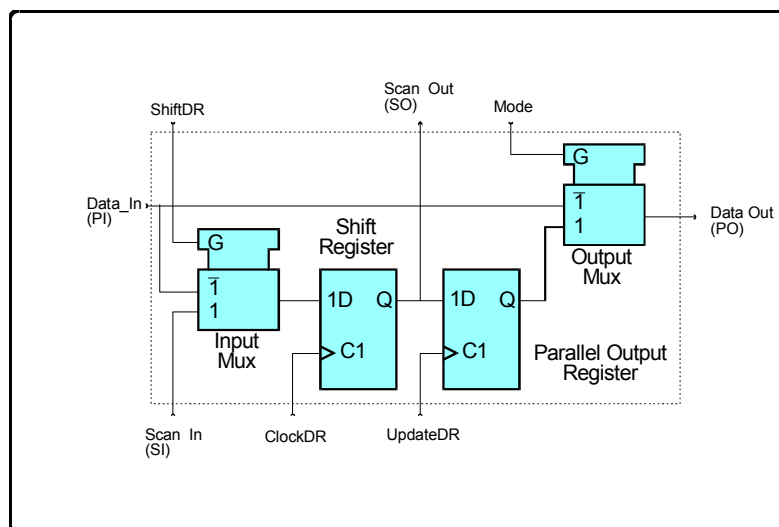 Scan Out
(SO)
Mode
ShiftDR
G
Data_In
(PI)
1
1
Data Out
(PO)
Shift
Register
G
Output
Mux
1
1
1D Q
1D Q
Input
Mux
C1
C1
Parallel Output
Register
Scan In
(SI)
ClockDR
UpdateDR